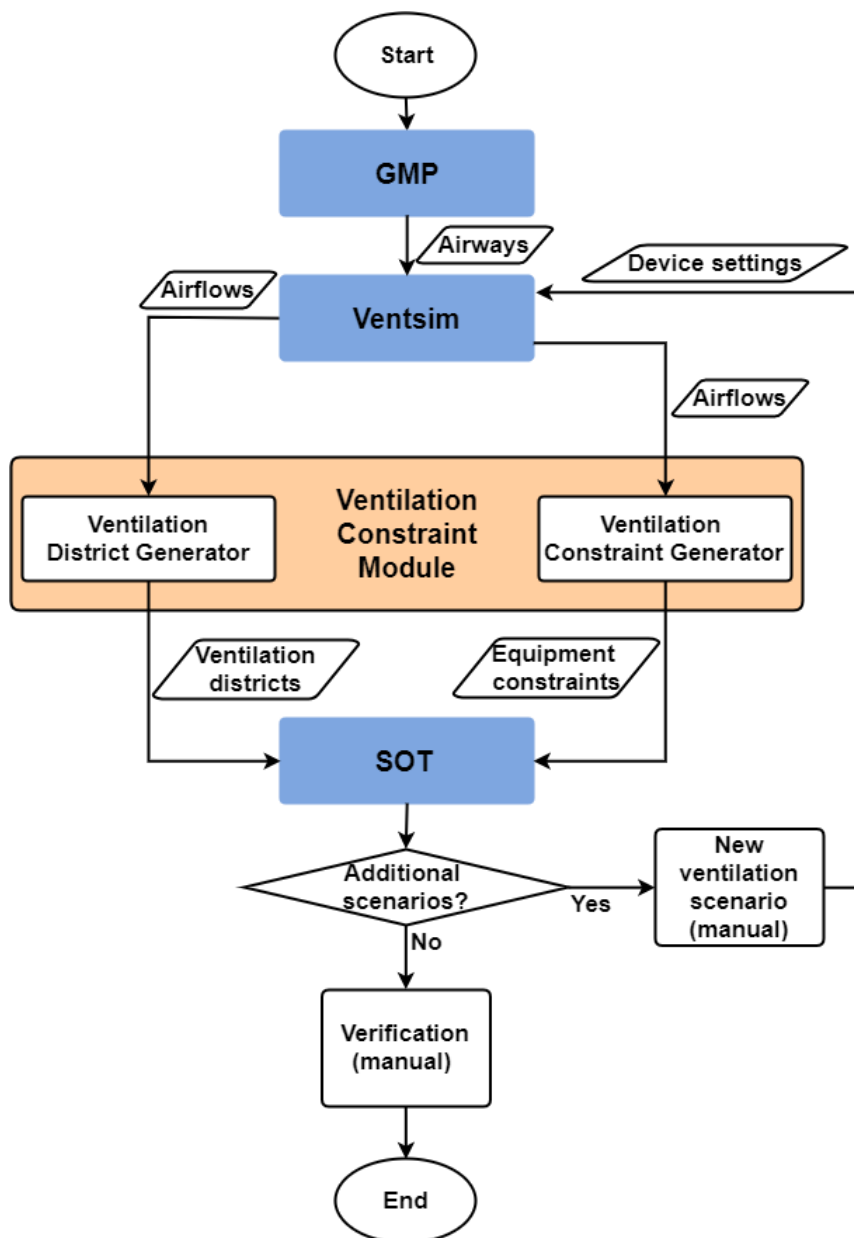 Start
GMP
Airways
Device settings
Airflows
Ventsim
Airflows
Ventilation
District Generator
Ventilation
Constraint
Module
Ventilation
Constraint Generator
Ventilation
districts
Equipment
constraints
SOT
Additional
scenarios?
Yes
New
ventilation
scenario
(manual)
No
Verification
(manual)
End